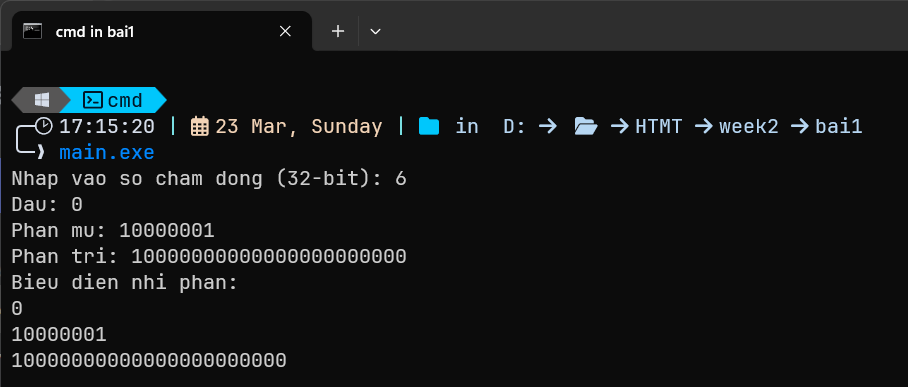 cmd in bai1
cmd
17:15:20 | 23 Mar, Sunday | in D: → → HTMT → week2 → bai1
main.exe
Nhap vao so cham dong (32-bit): 6
Dau: 0
Phan mu: 10000001
Phan tri: 10000000000000000000000
Bieu dien nhi phan:
0
10000001
10000000000000000000000